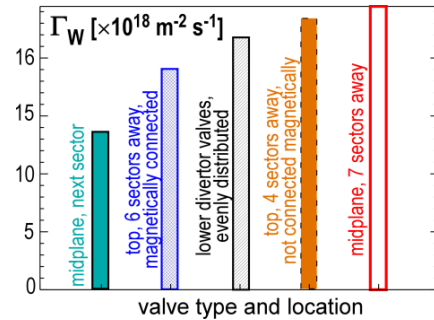 Γ_W [×10^18 m^-2 s^-1]
16
15
10
5
0
midplane, next sector
top, 6 sectors away,
magnetically connected
lower divertor valves,
evenly distributed
top, 4 sectors away,
not connected magnetically
midplane, 7 sectors away
valve type and location